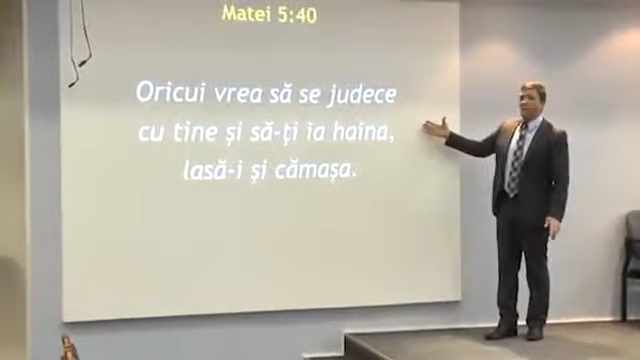 Matei 5:40
Oricui vrea să se judece
cu tine și să-ți ia haina,
lasă-i și cămașa.